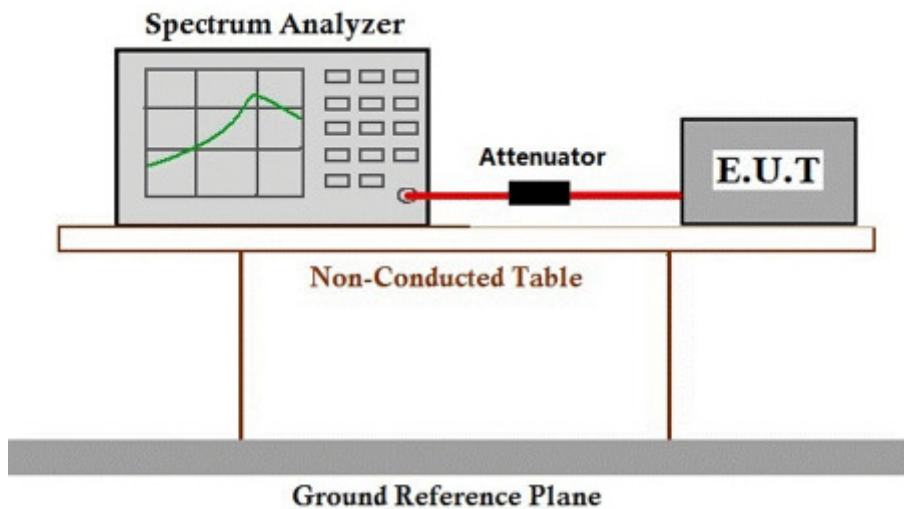 Spectrum Analyzer
Attenuator
E.U.T
Non-Conducted Table
Ground Reference Plane